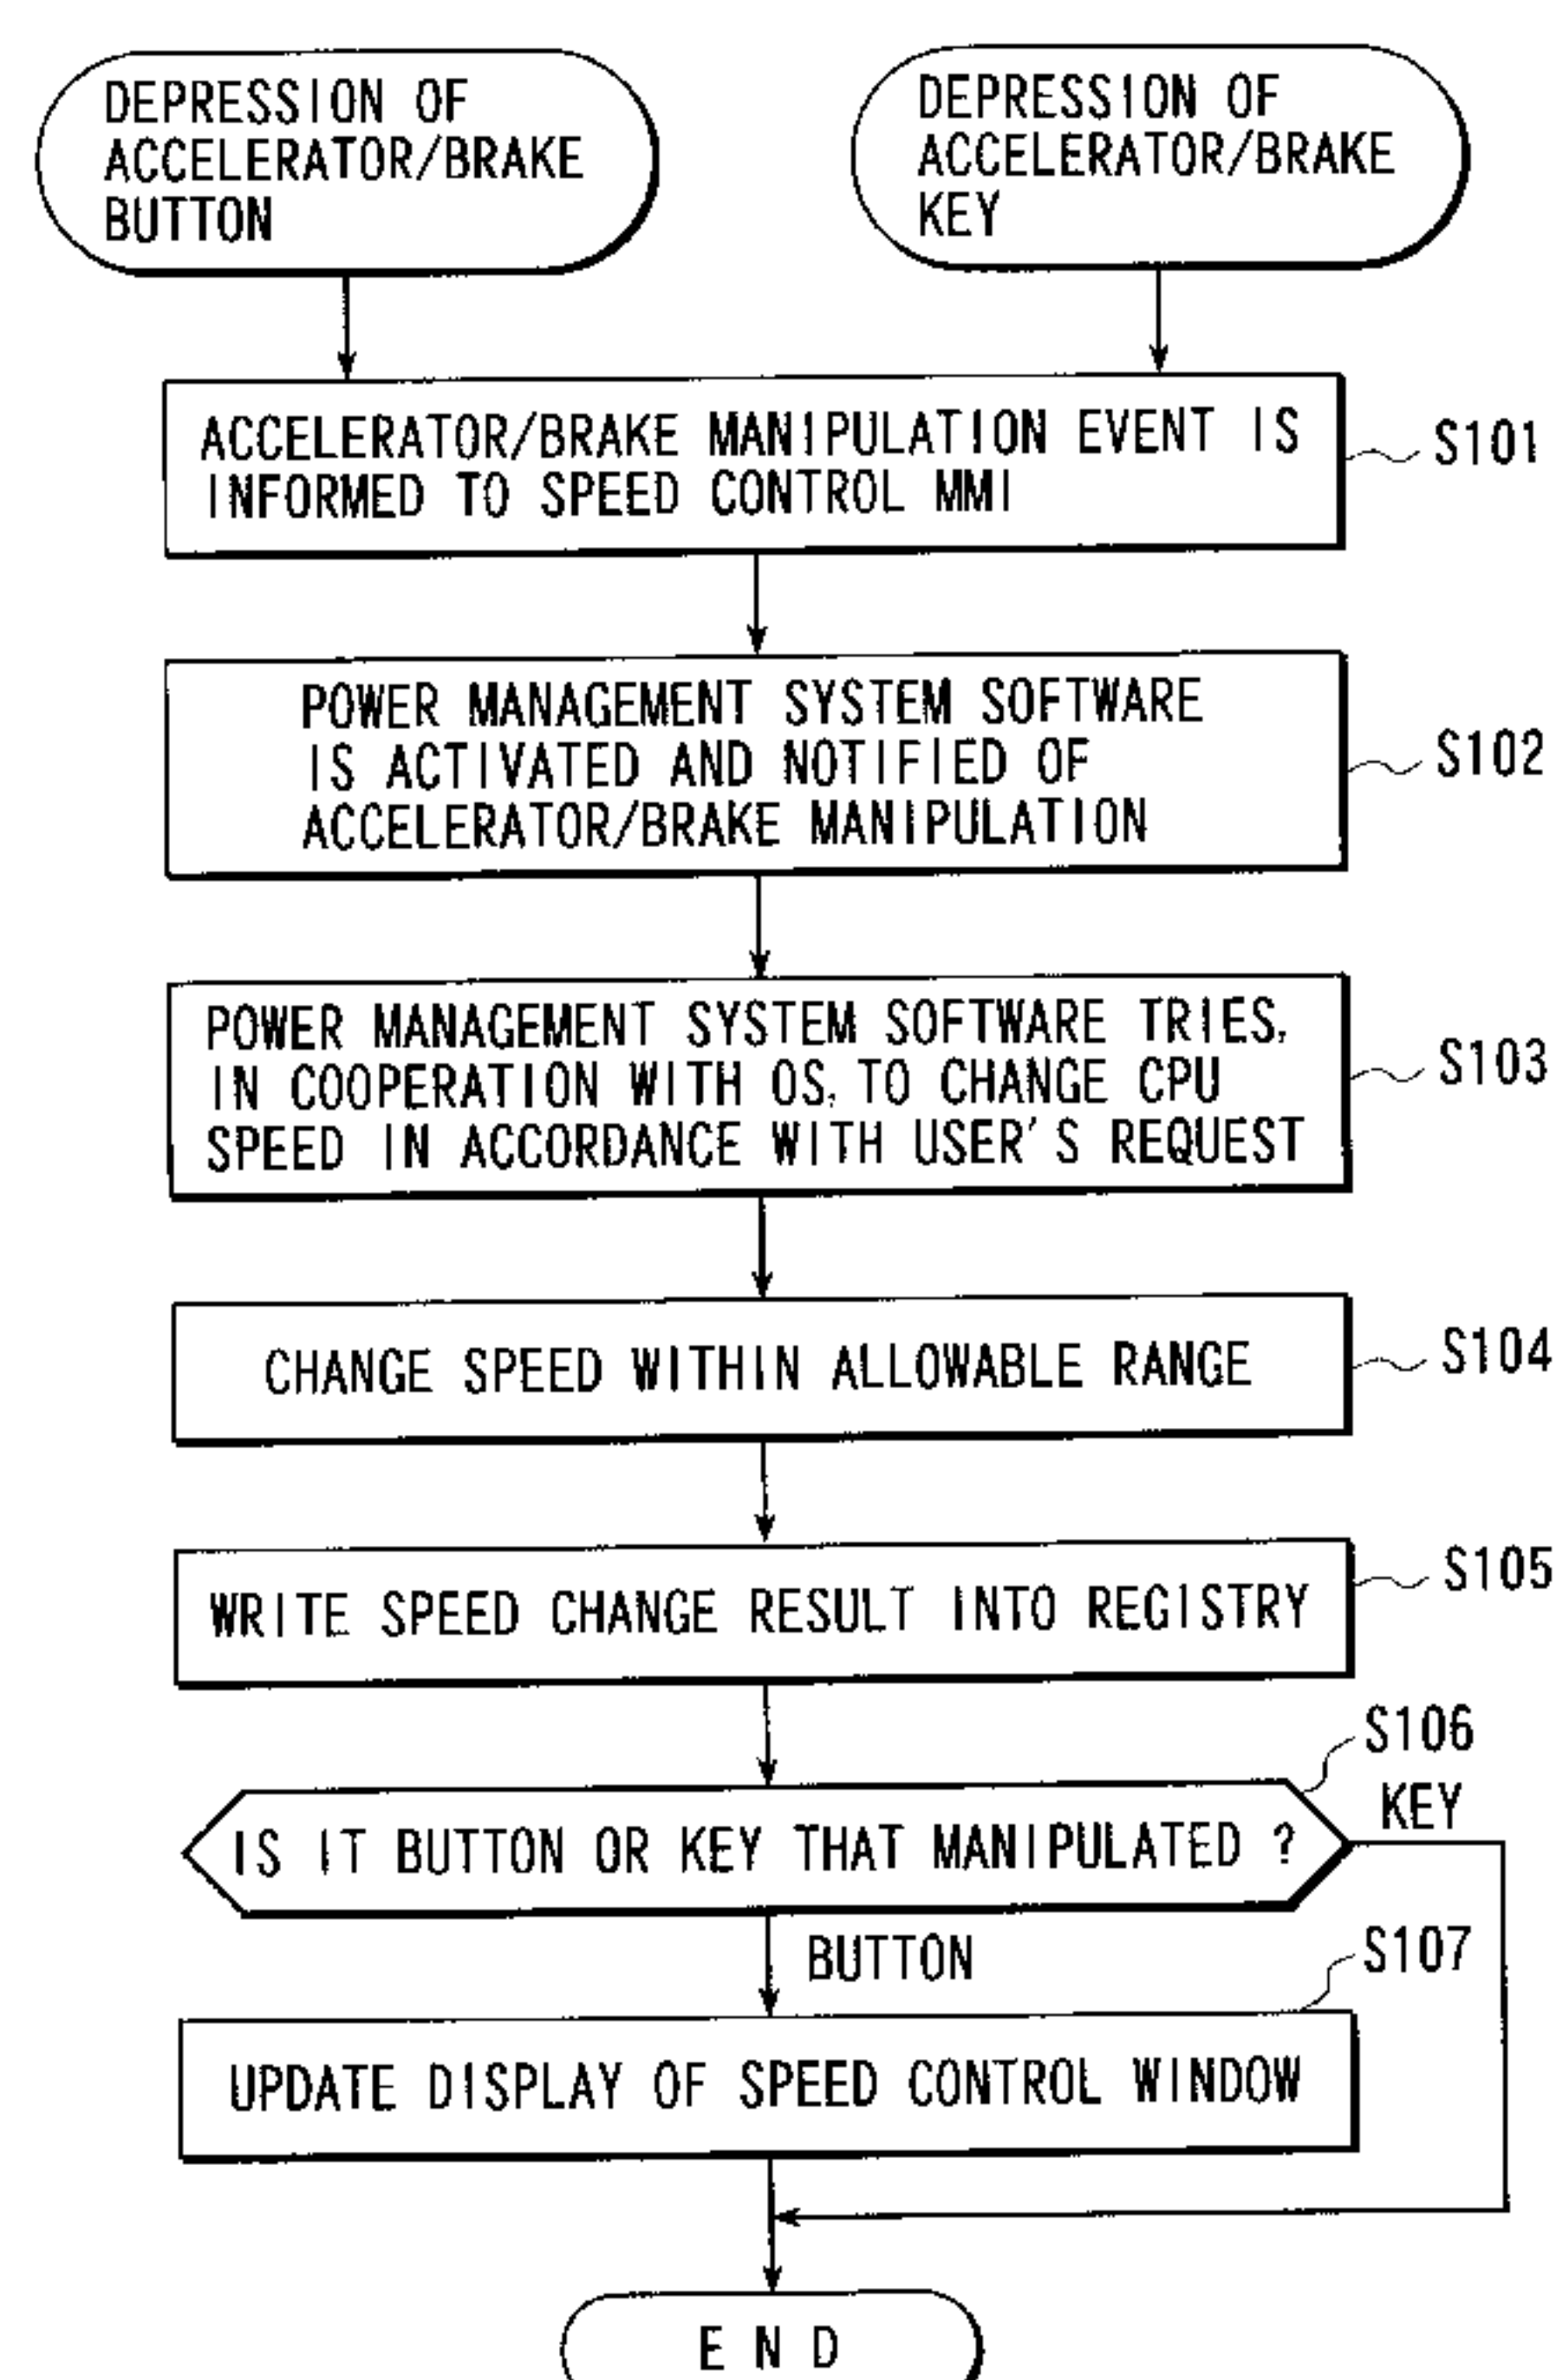 DEPRESSION OF
ACCELERATOR/BRAKE
BUTTON
DEPRESSION OF
ACCELERATOR/BRAKE
KEY
ACCELERATOR/BRAKE MANIPULATION EVENT IS
INFORMED TO SPEED CONTROL MMI
S101
POWER MANAGEMENT SYSTEM SOFTWARE
IS ACTIVATED AND NOTIFIED OF
ACCELERATOR/BRAKE MANIPULATION
S102
POWER MANAGEMENT SYSTEM SOFTWARE TRIES,
IN COOPERATION WITH OS, TO CHANGE CPU
SPEED IN ACCORDANCE WITH USER'S REQUEST
S103
CHANGE SPEED WITHIN ALLOWABLE RANGE
S104
WRITE SPEED CHANGE RESULT INTO REGISTRY
S105
S106
KEY
IS IT BUTTON OR KEY THAT MANIPULATED ?
BUTTON
S107
UPDATE DISPLAY OF SPEED CONTROL WINDOW
END